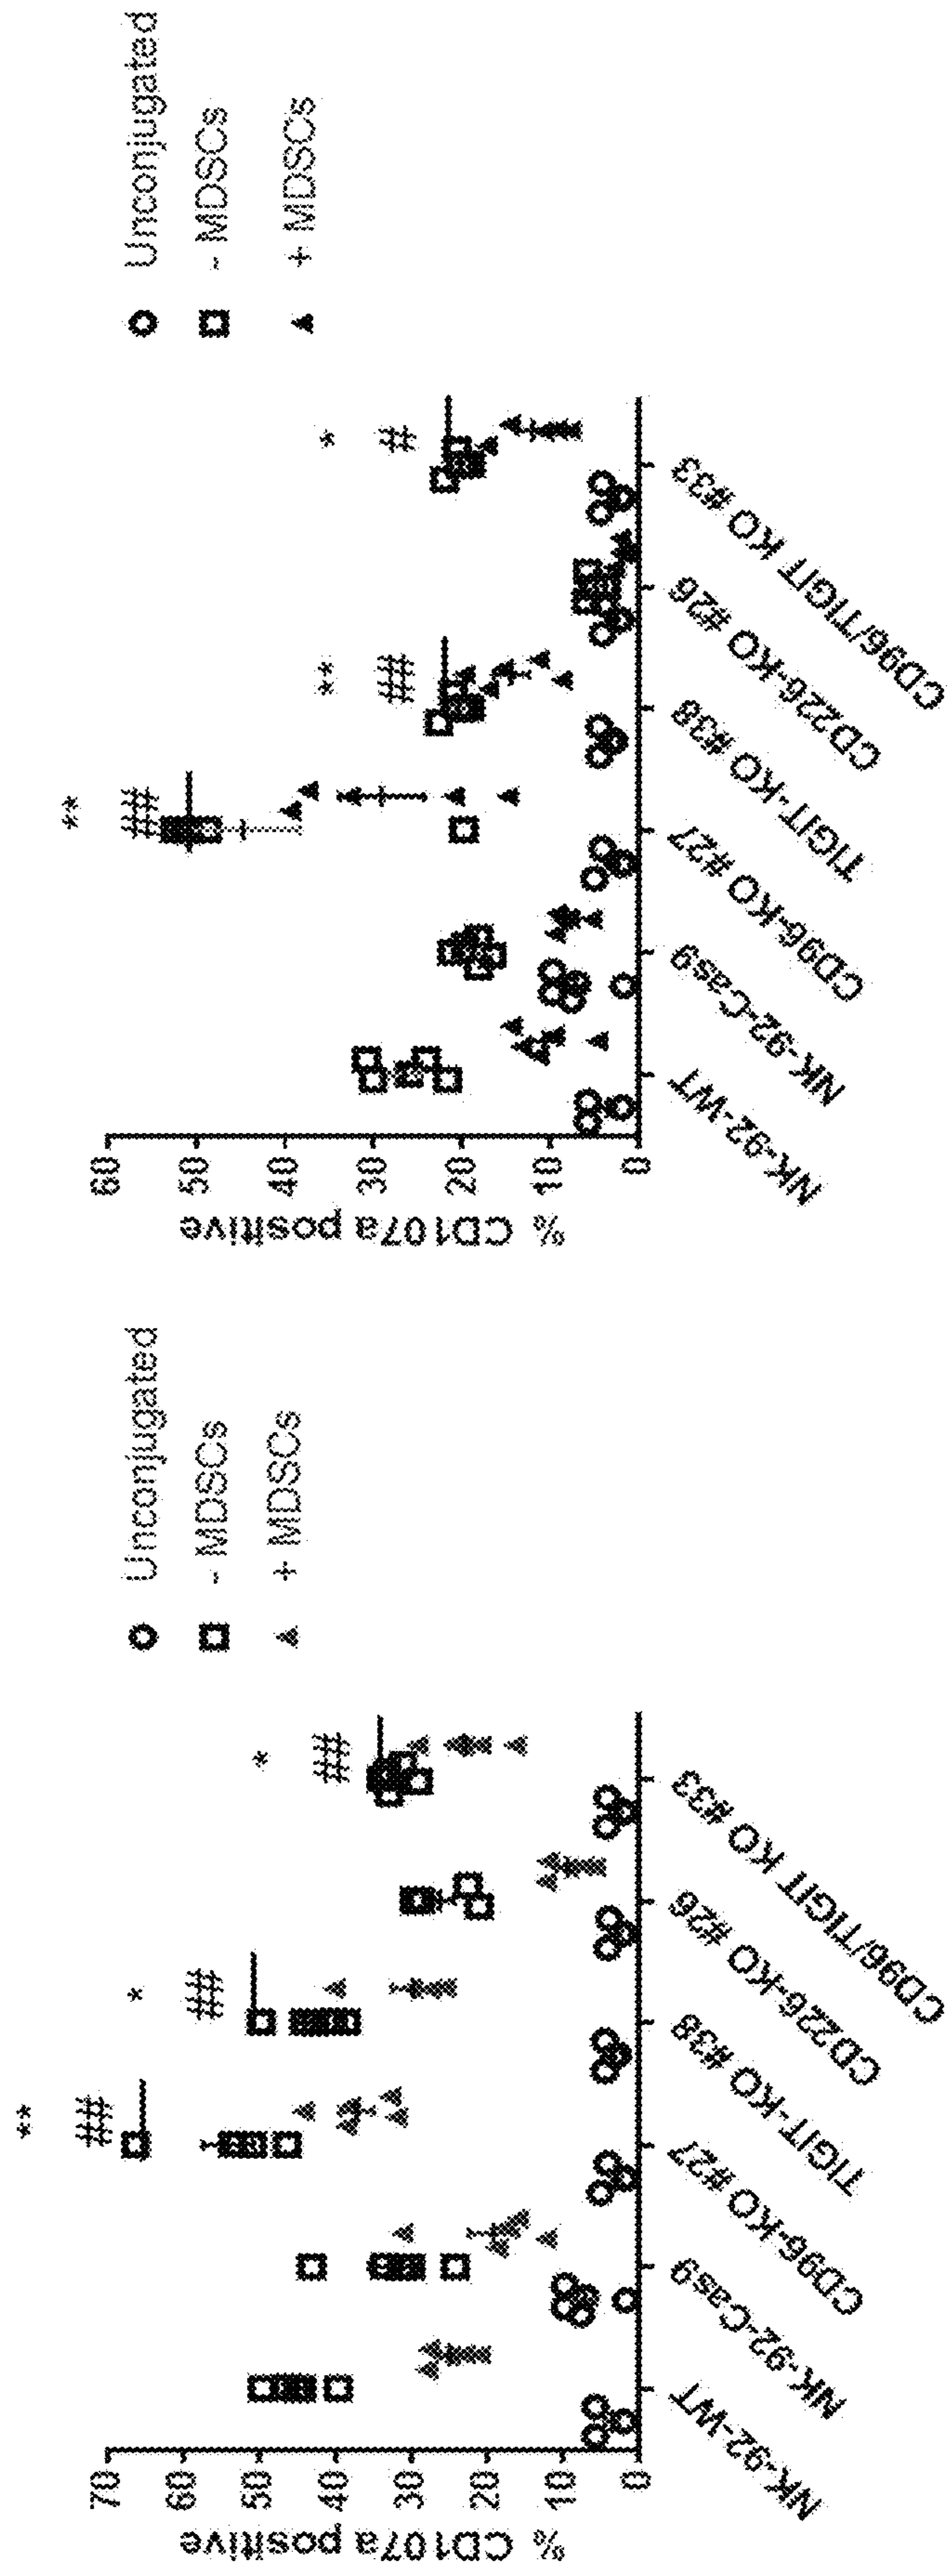 % CD107a positive
70
60
50
40
30
20
10
0
NK-92-WT
NK-92-Cas9
CD96-KO #27
TIGIT-KO #38
CD226-KO #26
CD96/TIGIT KO #33
**
##
*
##
*
##
Unconjugated
- MDSCs
+ MDSCs
% CD107a positive
60
50
40
30
20
10
0
NK-92-WT
NK-92-Cas9
CD96-KO #27
TIGIT-KO #38
CD226-KO #26
CD96/TIGIT KO #33
**
##
**
##
*
#
Unconjugated
- MDSCs
+ MDSCs